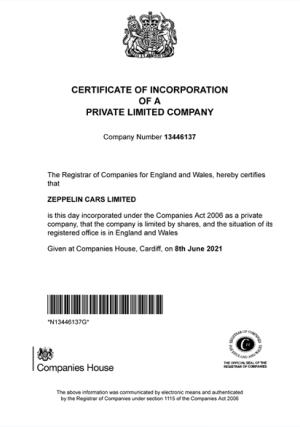 CERTIFICATE OF INCORPORATION
OF A
PRIVATE LIMITED COMPANY
Company Number 13446137
The Registrar of Companies for England and Wales, hereby certifies
that
ZEPPELIN CARS LIMITED
is this day incorporated under the Companies Act 2006 as a private
company, that the company is limited by shares, and the situation of its
registered office is in England and Wales
Given at Companies House, Cardiff, on 8th June 2021
*N13446137G*
Companies House
THE OFFICIAL SEAL OF THE
REGISTRAR OF COMPANIES
The above information was communicated by electronic means and authenticated
by the Registrar of Companies under section 1115 of the Companies Act 2006